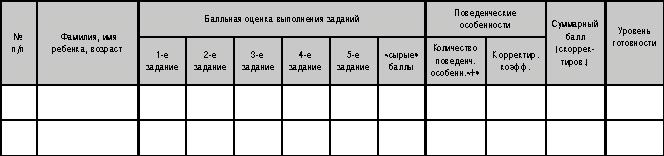 №
п/п
Фамилия, имя
ребенка, возраст
Балльная оценка выполнения заданий
1-е
задание
2-е
задание
3-е
задание
4-е
задание
5-е
задание
«сырые»
баллы
Поведенческие
особенности
Количество
поведенч.
особенн. «+»
Корректир.
коэфф.
Суммарный
балл
(скоррек-
тиров.)
Уровень
готовности